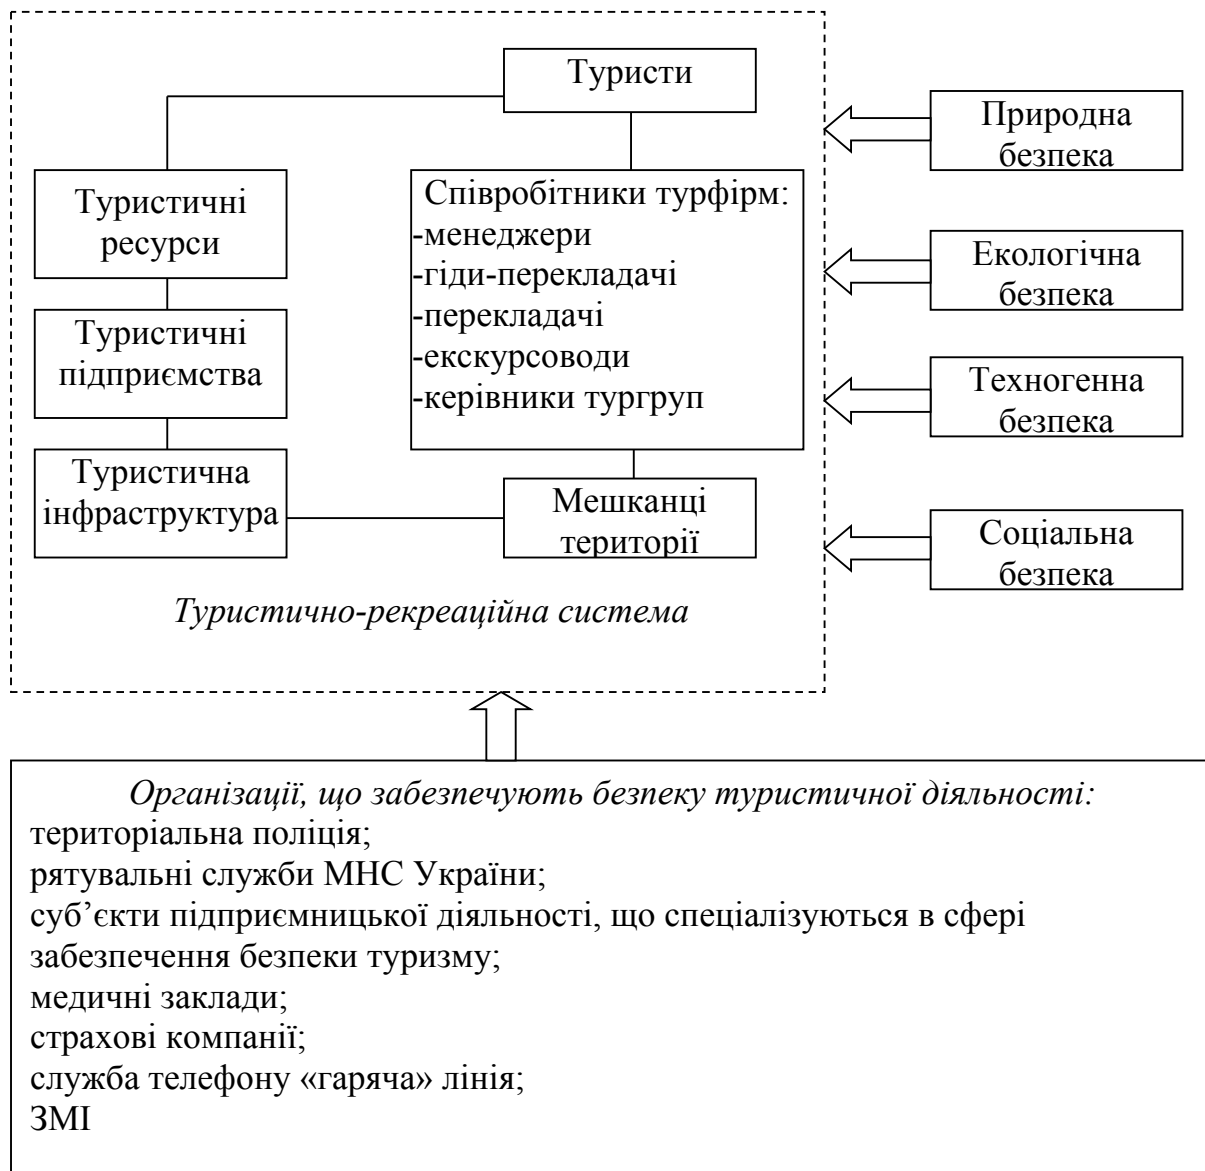 Туристи
Природна
безпека
Туристичні
ресурси
Співробітники турфірм:
-менеджери
-гіди-перекладачі
-перекладачі
-екскурсоводи
-керівники тургруп
Екологічна
безпека
Туристичні
підприємства
Техногенна
безпека
Туристична
інфраструктура
Мешканці
території
Соціальна
безпека
Туристично-рекреаційна система
Організації, що забезпечують безпеку туристичної діяльності:
територіальна поліція;
рятувальні служби МНС України;
суб’єкти підприємницької діяльності, що спеціалізуються в сфері
забезпечення безпеки туризму;
медичні заклади;
страхові компанії;
служба телефону «гаряча» лінія;
ЗМІ